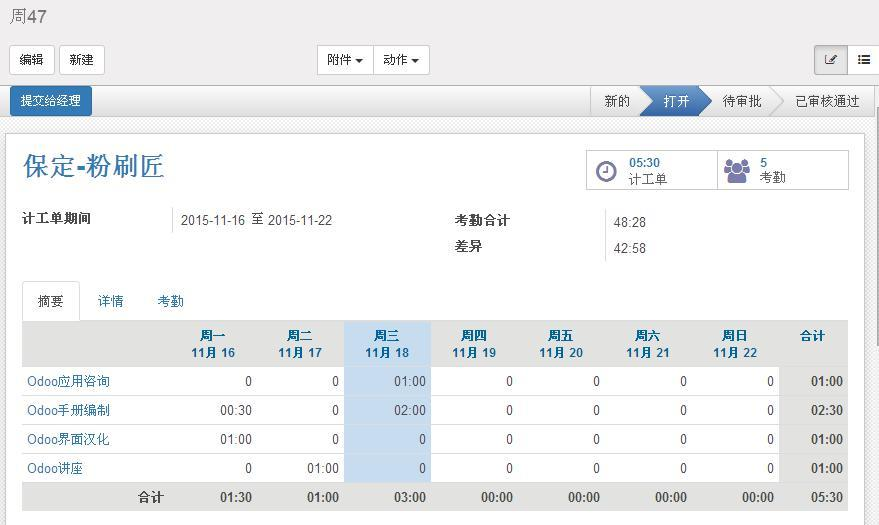 周47
编辑 新建 附件 动作
提交给经理 新的 打开 待审批 已审核通过
保定-粉刷匠
05:30 计工单
5 考勤
计工单期间 2015-11-16 至 2015-11-22
考勤合计 48:28
差异 42:58
摘要 详情 考勤
周一 周二 周三 周四 周五 周六 周日 合计
11月 16 11月 17 11月 18 11月 19 11月 20 11月 21 11月 22
Odoo应用咨询 0 0 01:00 0 0 0 0 01:00
Odoo手册编制 00:30 0 02:00 0 0 0 0 02:30
Odoo界面汉化 01:00 0 0 0 0 0 0 01:00
Odoo讲座 0 01:00 0 0 0 0 0 01:00
合计 01:30 01:00 03:00 00:00 00:00 00:00 00:00 05:30